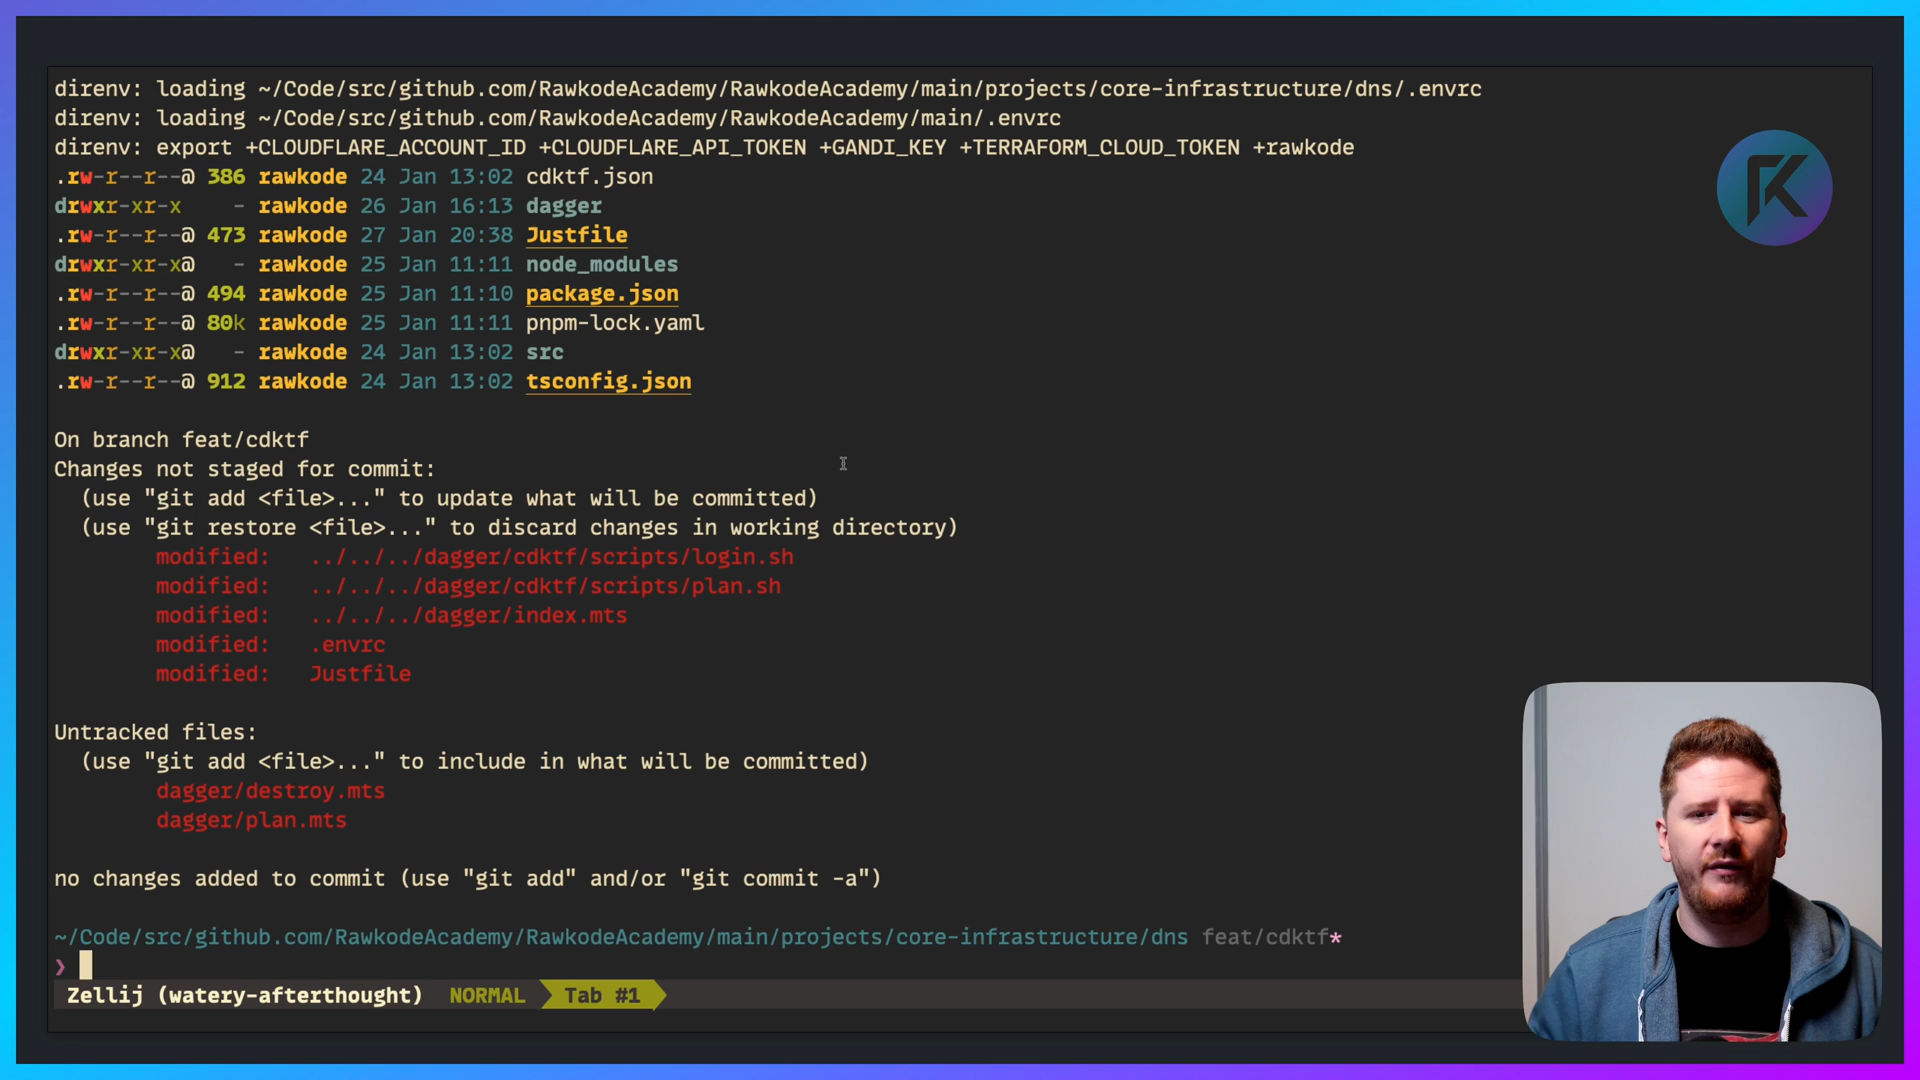 direnv: loading ~/Code/src/github.com/RawkodeAcademy/RawkodeAcademy/main/projects/core-infrastructure/dns/.envrc
direnv: loading ~/Code/src/github.com/RawkodeAcademy/RawkodeAcademy/main/.envrc
direnv: export +CLOUDFLARE_ACCOUNT_ID +CLOUDFLARE_API_TOKEN +GANDI_KEY +TERRAFORM_CLOUD_TOKEN +rawkode
.rw-r--r--@ 386 rawkode 24 Jan 13:02 cdktf.json
drwxr-xr-x - rawkode 26 Jan 16:13 dagger
.rw-r--r--@ 473 rawkode 27 Jan 20:38 Justfile
drwxr-xr-x@ - rawkode 25 Jan 11:11 node_modules
.rw-r--r--@ 494 rawkode 25 Jan 11:10 package.json
.rw-r--r--@ 80k rawkode 25 Jan 11:11 pnpm-lock.yaml
drwxr-xr-x@ - rawkode 24 Jan 13:02 src
.rw-r--r--@ 912 rawkode 24 Jan 13:02 tsconfig.json
On branch feat/cdktf
Changes not staged for commit:
(use "git add <file>..." to update what will be committed)
(use "git restore <file>..." to discard changes in working directory)
modified: ../../../dagger/cdktf/scripts/login.sh
modified: ../../../dagger/cdktf/scripts/plan.sh
modified: ../../../dagger/index.mts
modified: .envrc
modified: Justfile
Untracked files:
(use "git add <file>..." to include in what will be committed)
dagger/destroy.mts
dagger/plan.mts
no changes added to commit (use "git add" and/or "git commit -a")
~/Code/src/github.com/RawkodeAcademy/RawkodeAcademy/main/projects/core-infrastructure/dns feat/cdktf*
❯
Zellij (watery-afterthought) NORMAL Tab #1